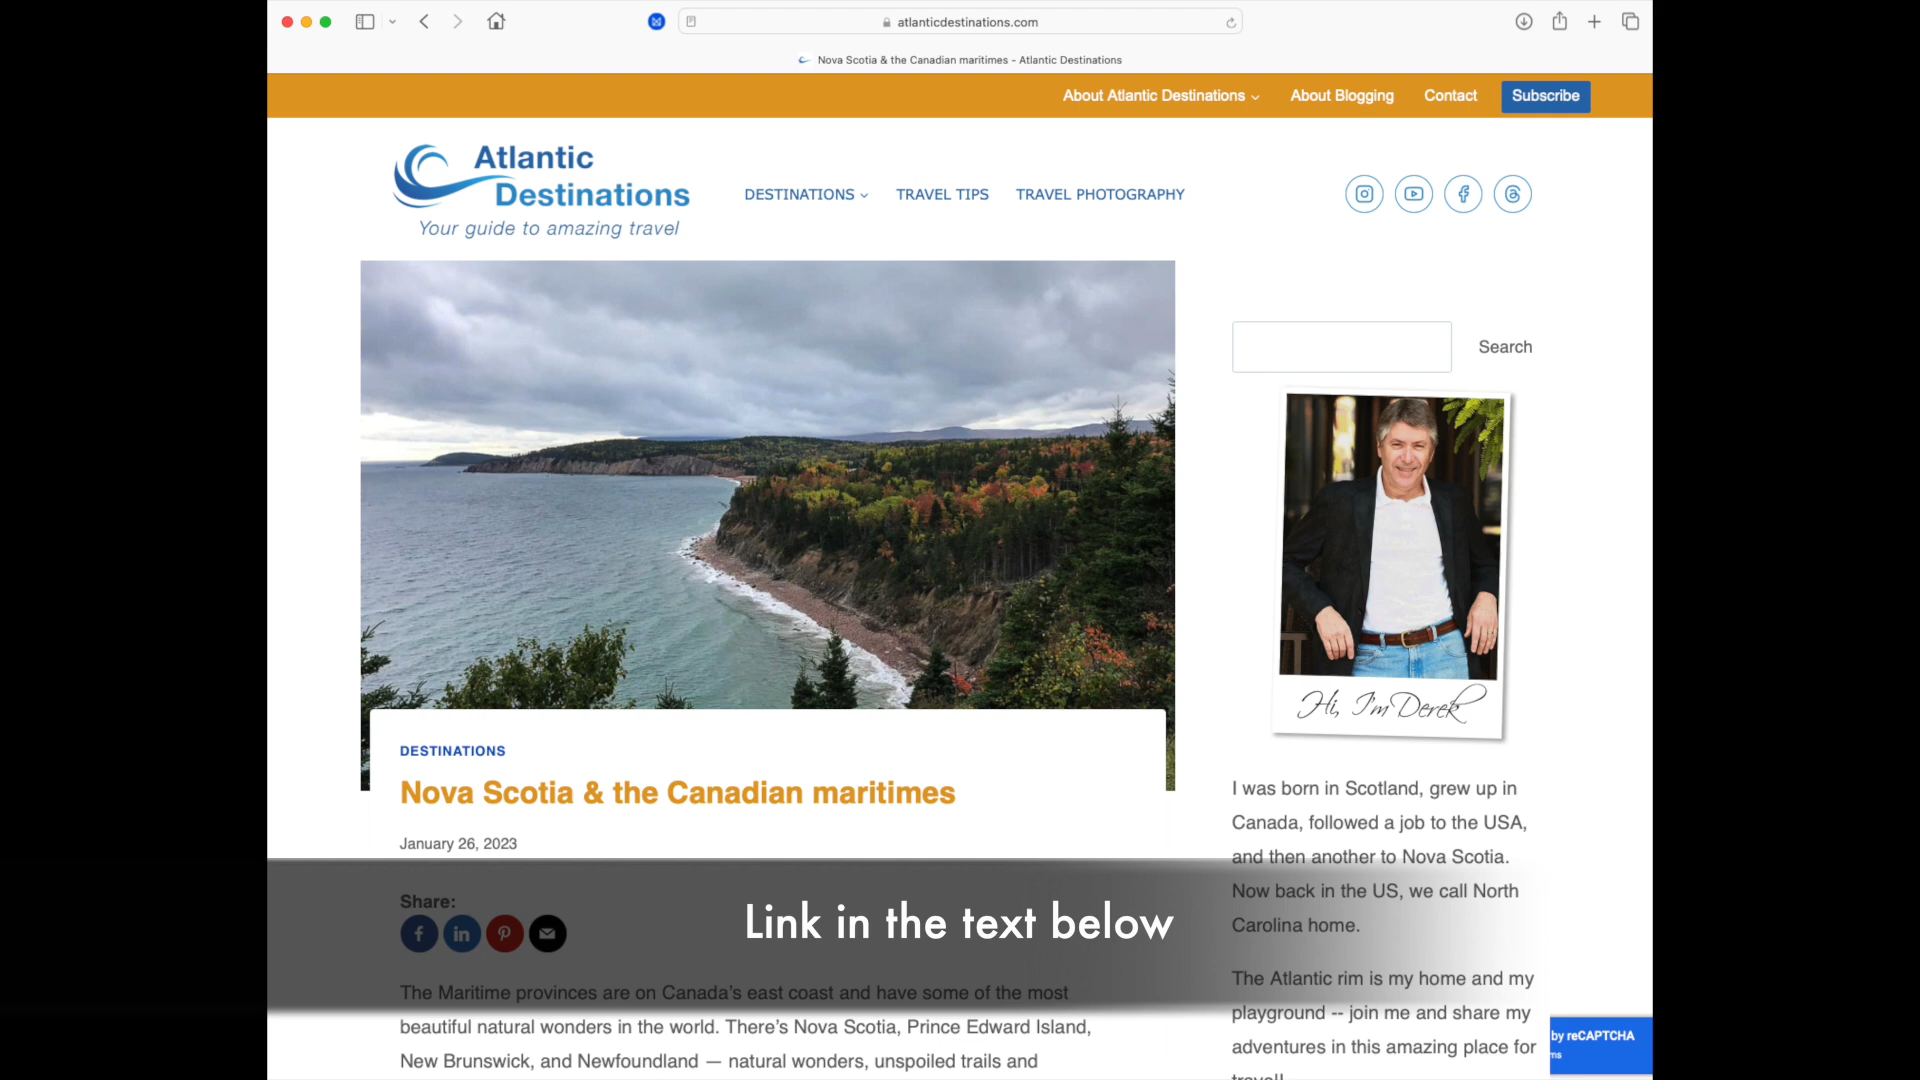 atlanticdestinations.com
Nova Scotia & the Canadian maritimes - Atlantic Destinations
About Atlantic Destinations
About Blogging
Contact
Subscribe
Atlantic
Destinations
Your guide to amazing travel
DESTINATIONS
TRAVEL TIPS
TRAVEL PHOTOGRAPHY
Search
Hi, I'm Derek
DESTINATIONS
Nova Scotia & the Canadian maritimes
January 26, 2023
Share:
The Maritime provinces are on Canada's east coast and have some of the most
beautiful natural wonders in the world. There's Nova Scotia, Prince Edward Island,
New Brunswick, and Newfoundland — natural wonders, unspoiled trails and
I was born in Scotland, grew up in
Canada, followed a job to the USA,
and then another to Nova Scotia.
Now back in the US, we call North
Carolina home.
The Atlantic rim is my home and my
playground -- join me and share my
adventures in this amazing place for
travel!
by reCAPTCHA
Link in the text below